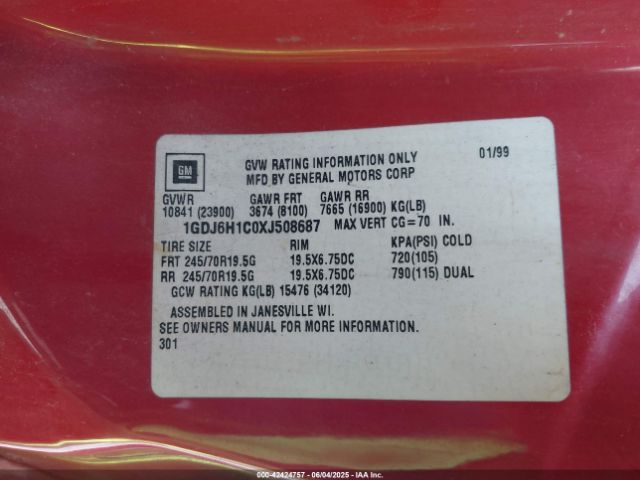 GM
GVW RATING INFORMATION ONLY 01/99
MFD BY GENERAL MOTORS CORP
GVWR GAWR FRT GAWR RR
10841 (23900) 3674 (8100) 7665 (16900) KG(LB)
1GDJ6H1C0XJ508687 MAX VERT CG=70 IN.
TIRE SIZE RIM KPA(PSI) COLD
FRT 245/70R19.5G 19.5X6.75DC 720(105)
RR 245/70R19.5G 19.5X6.75DC 790(115) DUAL
GCW RATING KG(LB) 15476 (34120)
ASSEMBLED IN JANESVILLE WI.
SEE OWNERS MANUAL FOR MORE INFORMATION.
301
000-42424757 - 06/04/2025 - IAA Inc.